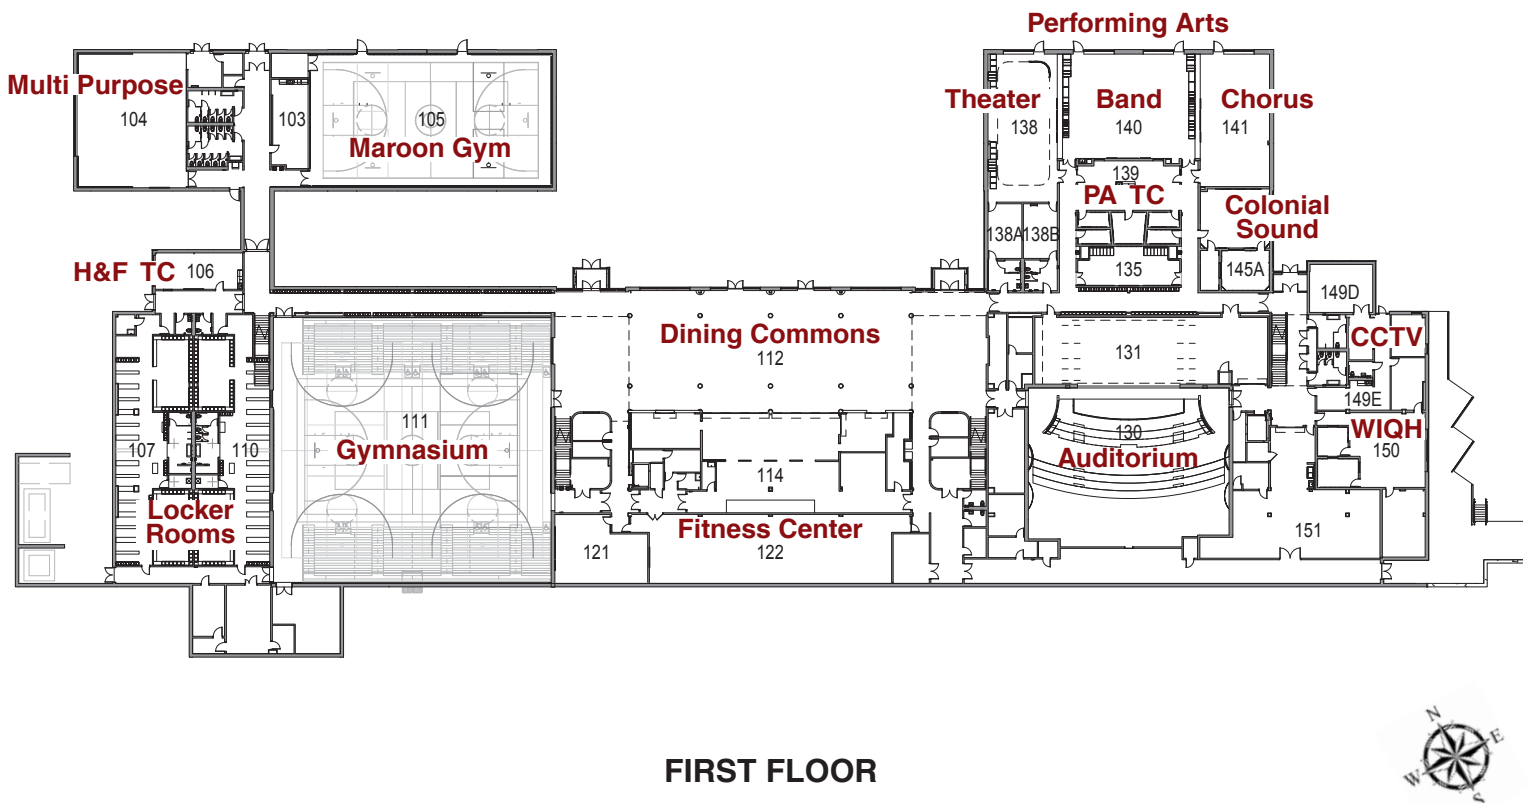 Performing Arts
Multi Purpose
104
103
105
Maroon Gym
Theater
138
Band
140
Chorus
141
139
PA TC
Colonial
Sound
138A
138B
135
145A
H&F TC
106
149D
Dining Commons
112
131
CCTV
149E
107
110
111
Gymnasium
114
130
Auditorium
WIQH
150
Locker
Rooms
121
Fitness Center
122
151
FIRST FLOOR
N
E
W
S